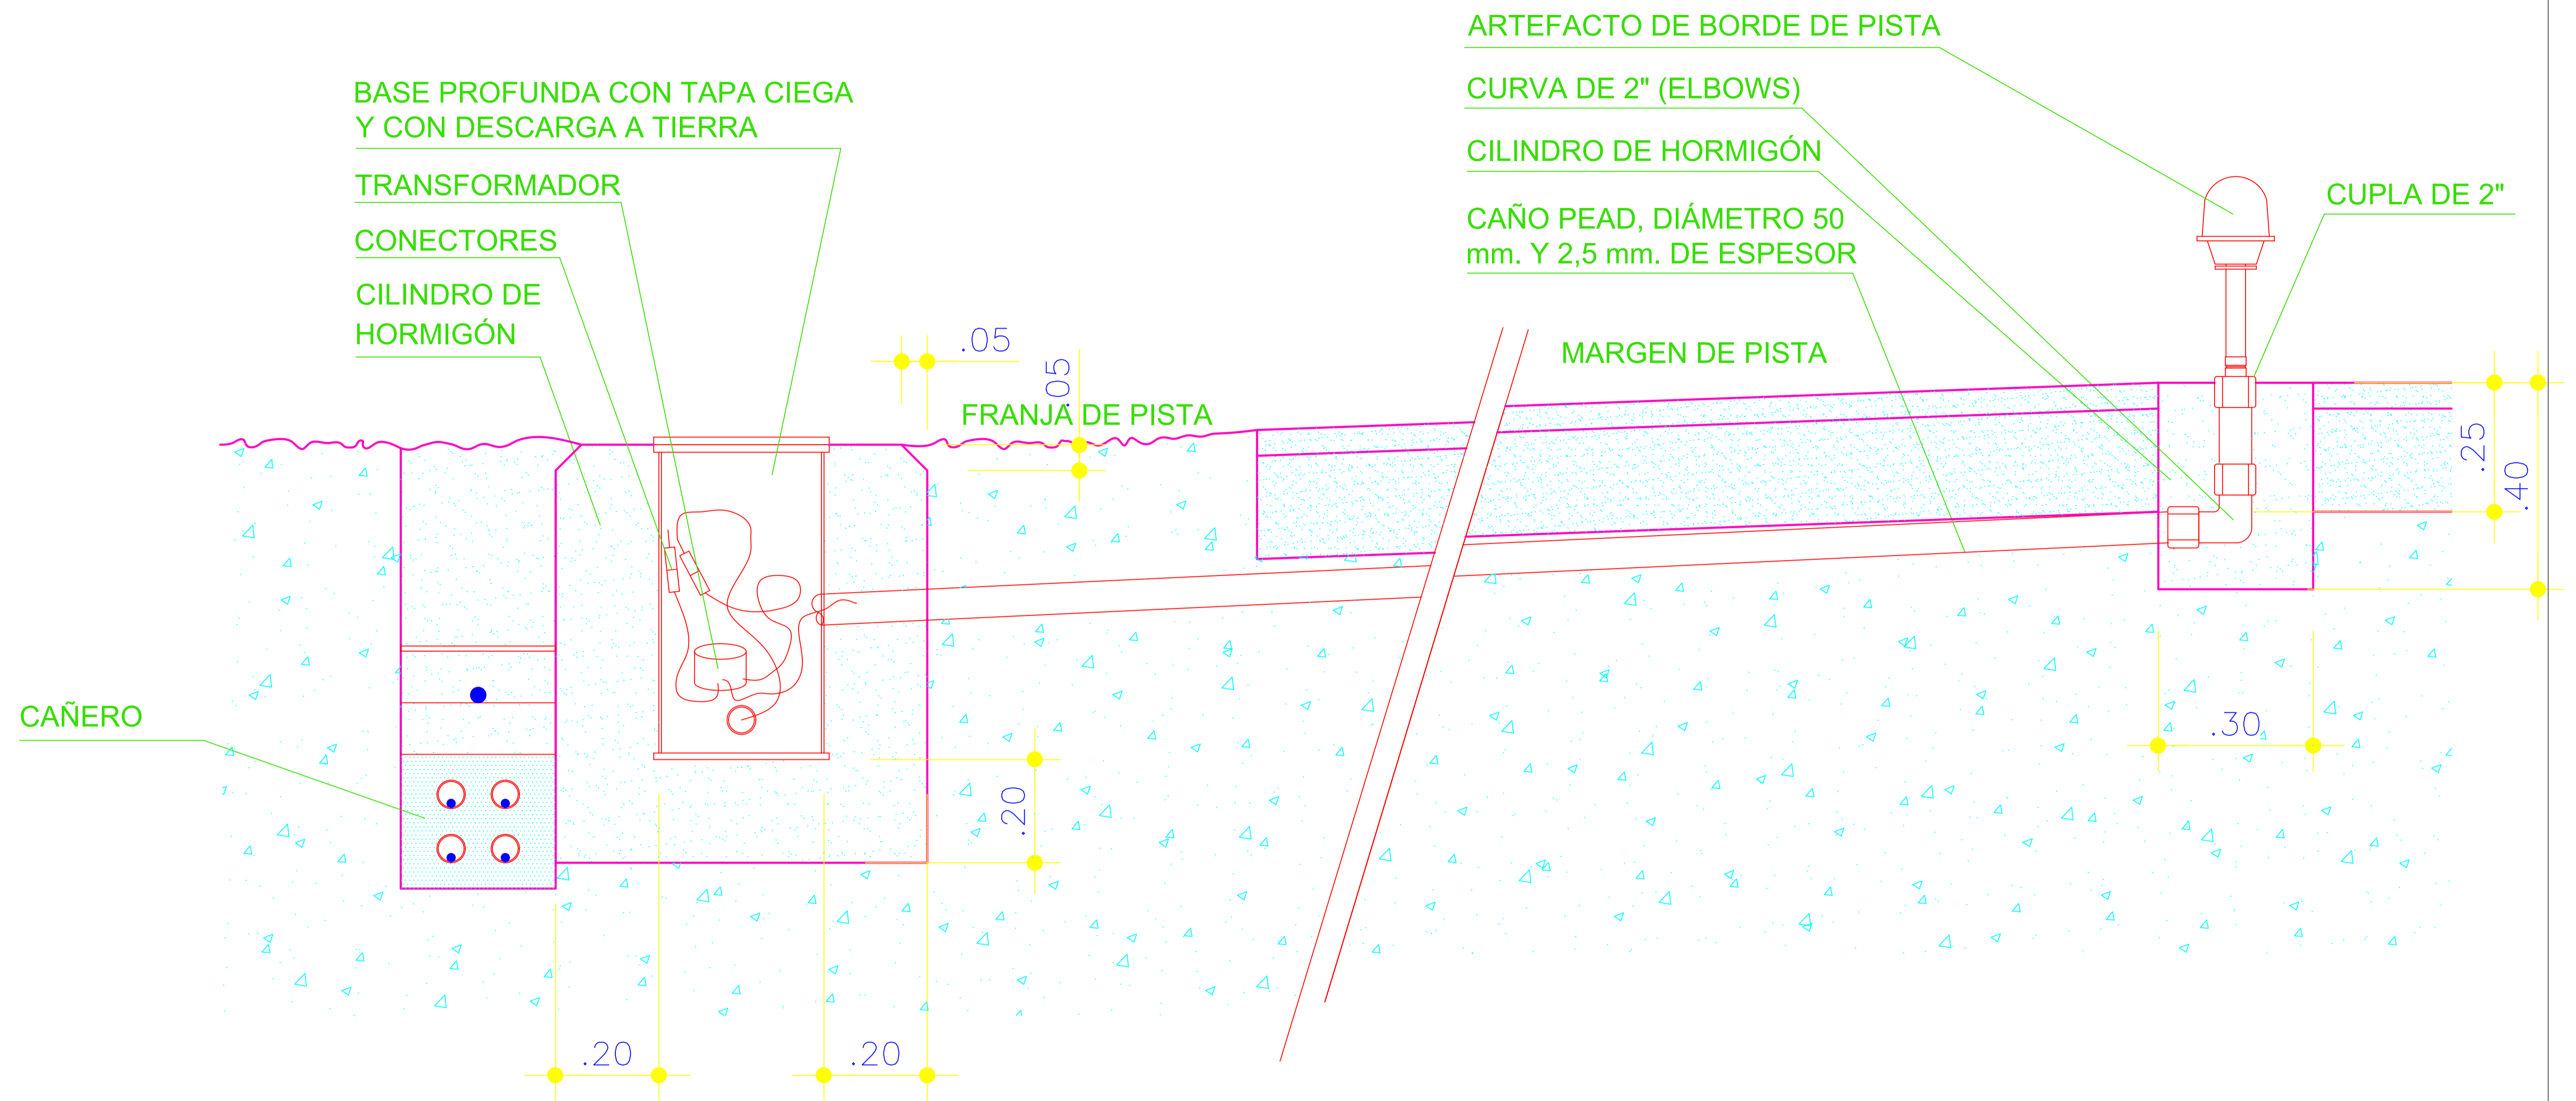 ARTEFACTO DE BORDE DE PISTA
CURVA DE 2" (ELBOWS)
CILINDRO DE HORMIGÓN
CAÑO PEAD, DIÁMETRO 50
mm. Y 2,5 mm. DE ESPESOR
CUPLA DE 2"
BASE PROFUNDA CON TAPA CIEGA
Y CON DESCARGA A TIERRA
TRANSFORMADOR
CONECTORES
CILINDRO DE
HORMIGÓN
.05
.05
FRANJA DE PISTA
MARGEN DE PISTA
.25
.40
CAÑERO
.30
.20
.20
.20